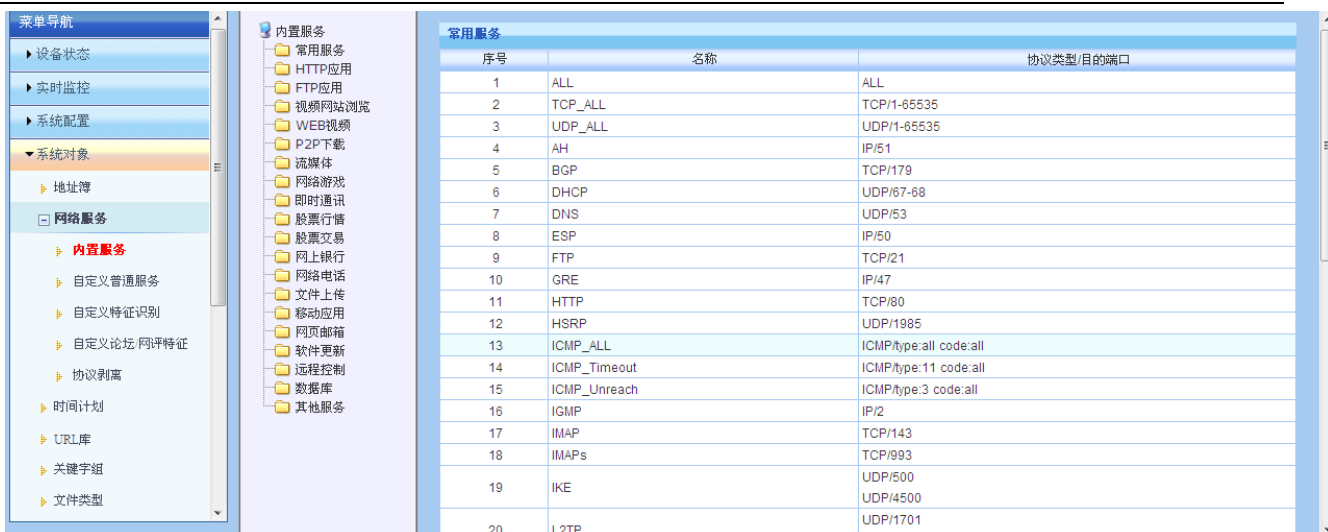 菜单导航
设备状态
实时监控
系统配置
系统对象
地址簿
网络服务
内置服务
自定义普通服务
自定义特征识别
自定义论坛/网评特征
协议剥离
时间计划
URL库
关键字组
文件类型
内置服务
常用服务
HTTP应用
FTP应用
视频网站浏览
WEB视频
P2P下载
流媒体
网络游戏
即时通讯
股票行情
股票交易
网上银行
网络电话
文件上传
移动应用
网页邮箱
软件更新
远程控制
数据库
其他服务
常用服务
序号 名称 协议类型/目的端口
1 ALL ALL
2 TCP_ALL TCP/1-65535
3 UDP_ALL UDP/1-65535
4 AH IP/51
5 BGP TCP/179
6 DHCP UDP/67-68
7 DNS UDP/53
8 ESP IP/50
9 FTP TCP/21
10 GRE IP/47
11 HTTP TCP/80
12 HSRP UDP/1985
13 ICMP_ALL ICMP/type:all code:all
14 ICMP_Timeout ICMP/type:11 code:all
15 ICMP_Unreach ICMP/type:3 code:all
16 IGMP IP/2
17 IMAP TCP/143
18 IMAPs TCP/993
19 IKE UDP/500
UDP/4500
20 L2TP UDP/1701